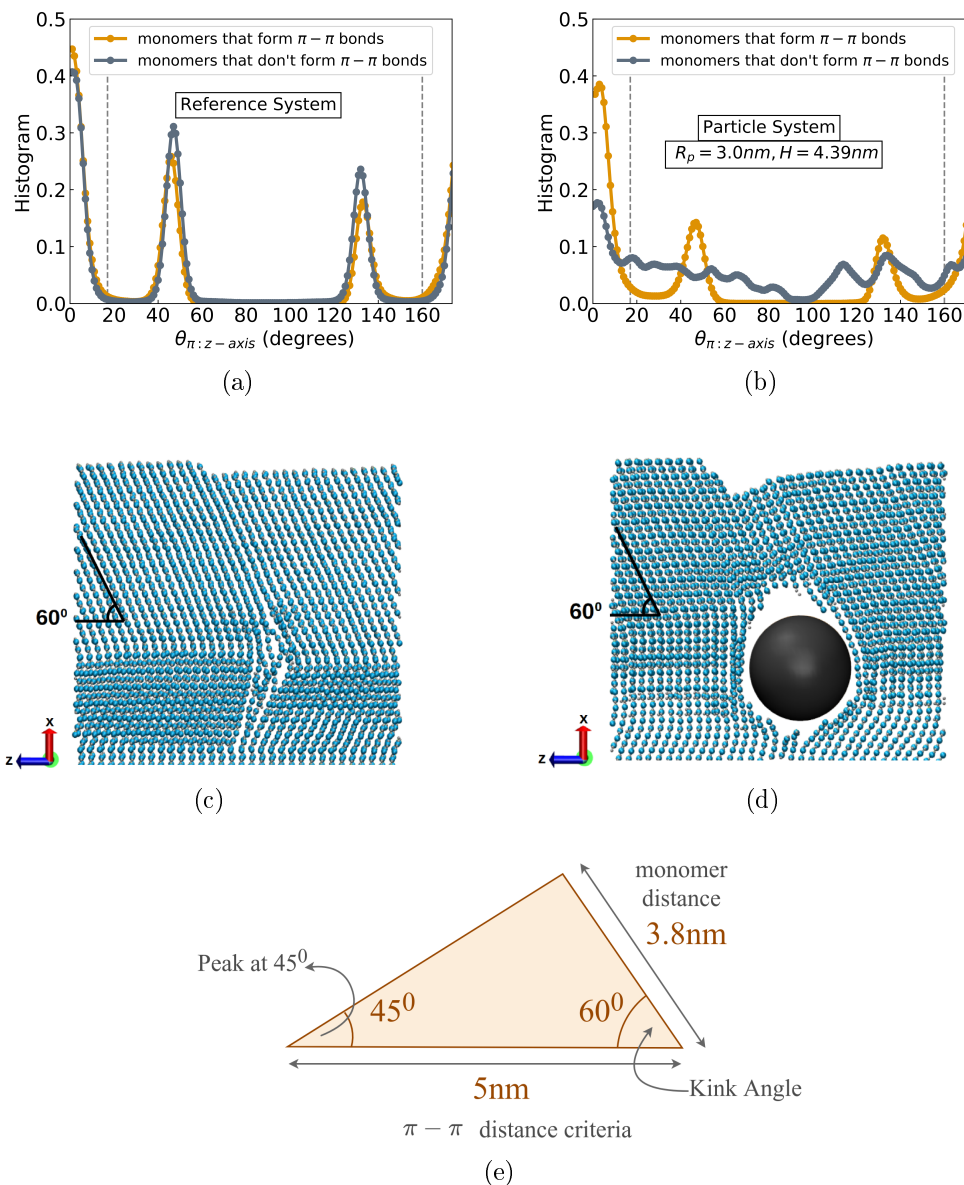 0.5
0.4
0.3
0.2
0.1
0.0
Histogram
monomers that form π − π bonds
monomers that don't form π − π bonds
Reference System
0 20 40 60 80 100 120 140 160
θπ : z − axis (degrees)
(a)
0.5
0.4
0.3
0.2
0.1
0.0
Histogram
monomers that form π − π bonds
monomers that don't form π − π bonds
Particle System
Rp = 3.0nm, H = 4.39nm
0 20 40 60 80 100 120 140 160
θπ : z − axis (degrees)
(b)
60⁰
x
z
(c)
60⁰
x
z
(d)
monomer
distance
3.8nm
Peak at 45⁰
45⁰
60⁰
5nm
Kink Angle
π − π distance criteria
(e)